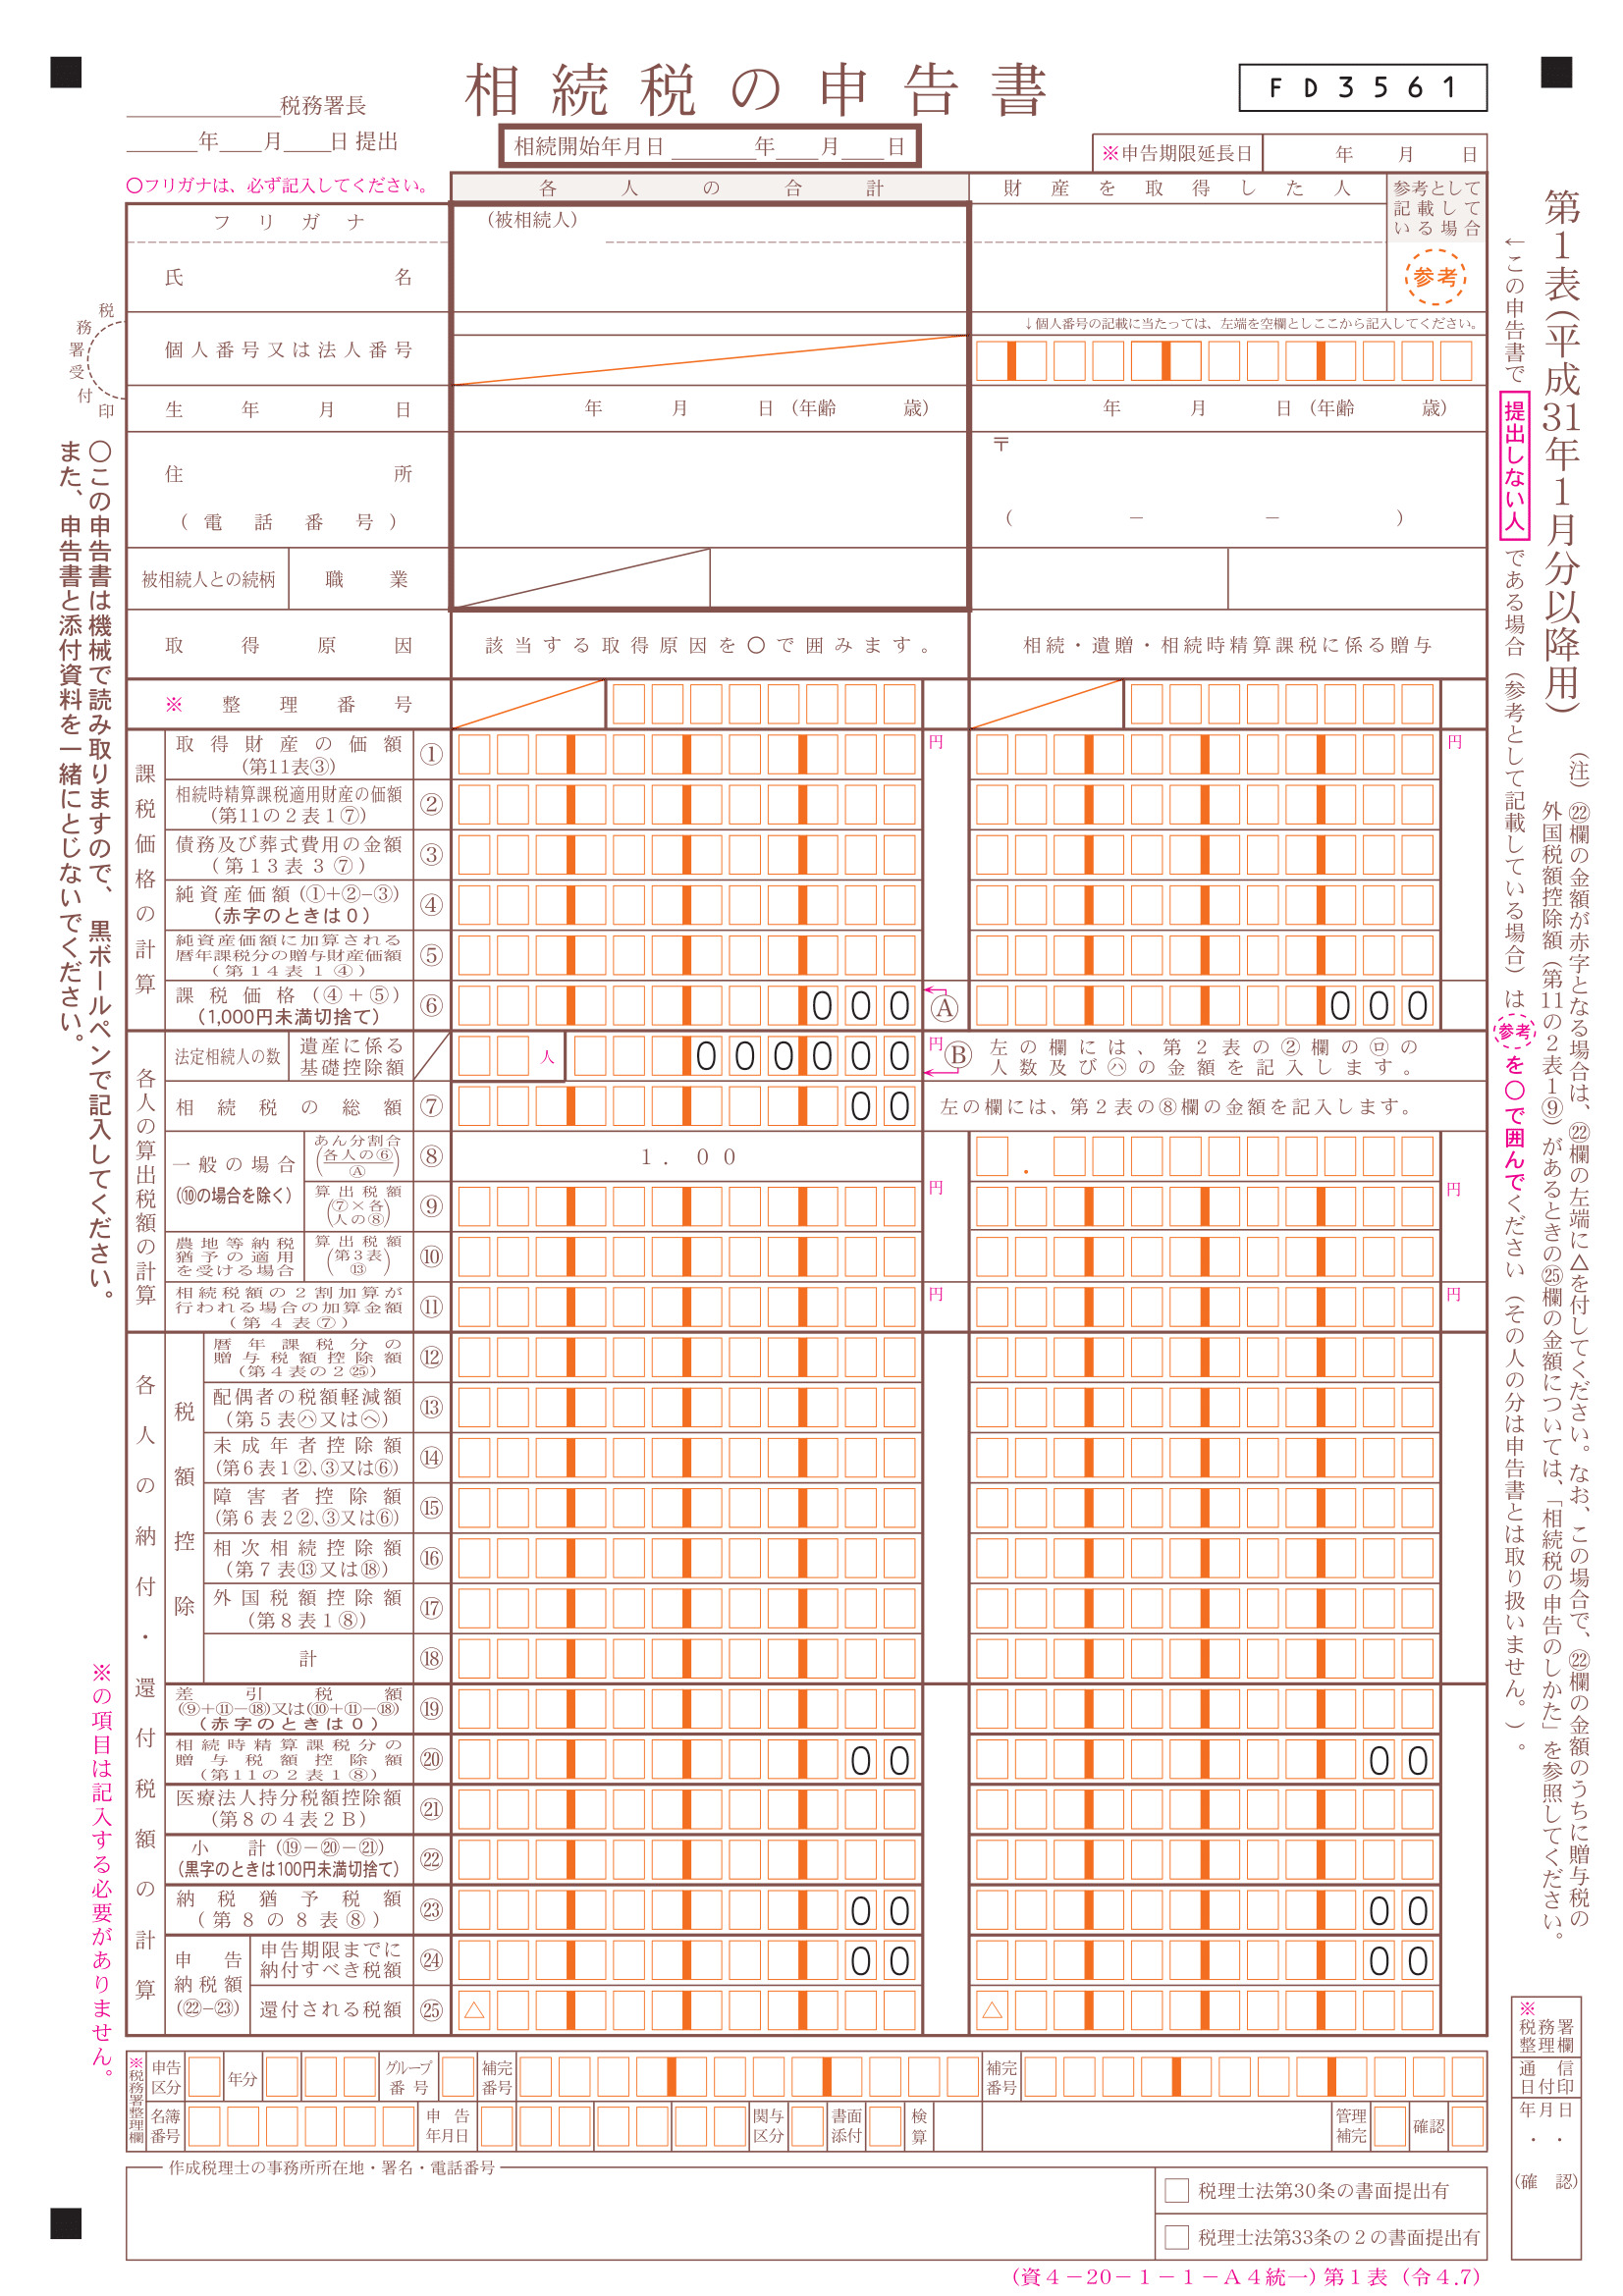 相続税の申告書
FD3561
税務署長
年 月 日 提出
相続開始年月日 年 月 日
※申告期限延長日 年 月 日
○フリガナは、必ず記入してください。
各人の合計
財産を取得した人
参考として
記載して
いる場合
フリガナ
(被相続人)
氏名
参考
↓個人番号の記載に当たっては、左端を空欄としここから記入してください。
個人番号又は法人番号
生年月日
年 月 日 (年齢 歳)
年 月 日 (年齢 歳)
住所
(電話番号)
〒
( − − )
被相続人との続柄
職業
取得原因
該当する取得原因を○で囲みます。
相続・遺贈・相続時精算課税に係る贈与
※ 整理番号
課税価格の計算
取得財産の価額
(第11表③)
①
円
円
相続時精算課税適用財産の価額
(第11の2表1⑦)
②
債務及び葬式費用の金額
(第13表3⑦)
③
純資産価額(①+②−③)
(赤字のときは0)
④
純資産価額に加算される
暦年課税分の贈与財産価額
(第14表1④)
⑤
課税価格(④+⑤)
(1,000円未満切捨て)
⑥
000
Ⓐ
000
各人の算出税額の計算
法定相続人の数
遺産に係る
基礎控除額
人
000000
円
Ⓑ
左の欄には、第2表の②欄の㋺の
人数及び㋩の金額を記入します。
相続税の総額
⑦
00
左の欄には、第2表の⑧欄の金額を記入します。
一般の場合
(⑩の場合を除く)
あん分割合
(各人の⑥/Ⓐ)
⑧
1.00
.
算出税額
(⑦×各
人の⑧)
⑨
円
円
農地等納税
猶予の適用
を受ける場合
算出税額
(第3表
⑬)
⑩
相続税額の2割加算が
行われる場合の加算金額
(第4表⑦)
⑪
円
円
各人の納付・還付税額の計算
税額控除
暦年課税分の
贈与税額控除額
(第4表の2㉕)
⑫
配偶者の税額軽減額
(第5表㋩又は㋬)
⑬
未成年者控除額
(第6表1②、③又は⑥)
⑭
障害者控除額
(第6表2②、③又は⑥)
⑮
相次相続控除額
(第7表⑬又は⑱)
⑯
外国税額控除額
(第8表1⑧)
⑰
計
⑱
差引税額
(⑨+⑪−⑱)又は(⑩+⑪−⑱)
(赤字のときは0)
⑲
相続時精算課税分の
贈与税額控除額
(第11の2表1⑧)
⑳
00
00
医療法人持分税額控除額
(第8の4表2B)
㉑
小計(⑲−⑳−㉑)
(黒字のときは100円未満切捨て)
㉒
納税猶予税額
(第8の8表⑧)
㉓
00
00
申告
納税額
(㉒−㉓)
申告期限までに
納付すべき税額
㉔
00
00
還付される税額
㉕
△
△
※税務署整理欄
申告
区分
年分
グループ
番号
補完
番号
補完
番号
名簿
番号
申告
年月日
関与
区分
書面
添付
検
算
管理
補完
確認
作成税理士の事務所所在地・署名・電話番号
税理士法第30条の書面提出有
税理士法第33条の2の書面提出有
(資4−20−1−1−A4統一) 第1表 (令4.7)
第1表(平成31年1月分以降用)
(注) ㉒欄の金額が赤字となる場合は、㉒欄の左端に△を付してください。なお、この場合で、㉒欄の金額のうちに贈与税の
外国税額控除額(第11の2表1⑨)があるときの㉕欄の金額については、「相続税の申告のしかた」を参照してください。
←この申告書で提出しない人である場合(参考として記載している場合)は参考を○で囲んでください(その人の分は申告書とは取り扱いません。)。
※
税務署
整理欄
通信
日付印
年月日
・ ・
(確認)
税務署受付印
○この申告書は機械で読み取りますので、黒ボールペンで記入してください。
また、申告書と添付資料を一緒にとじないでください。
※の項目は記入する必要がありません。